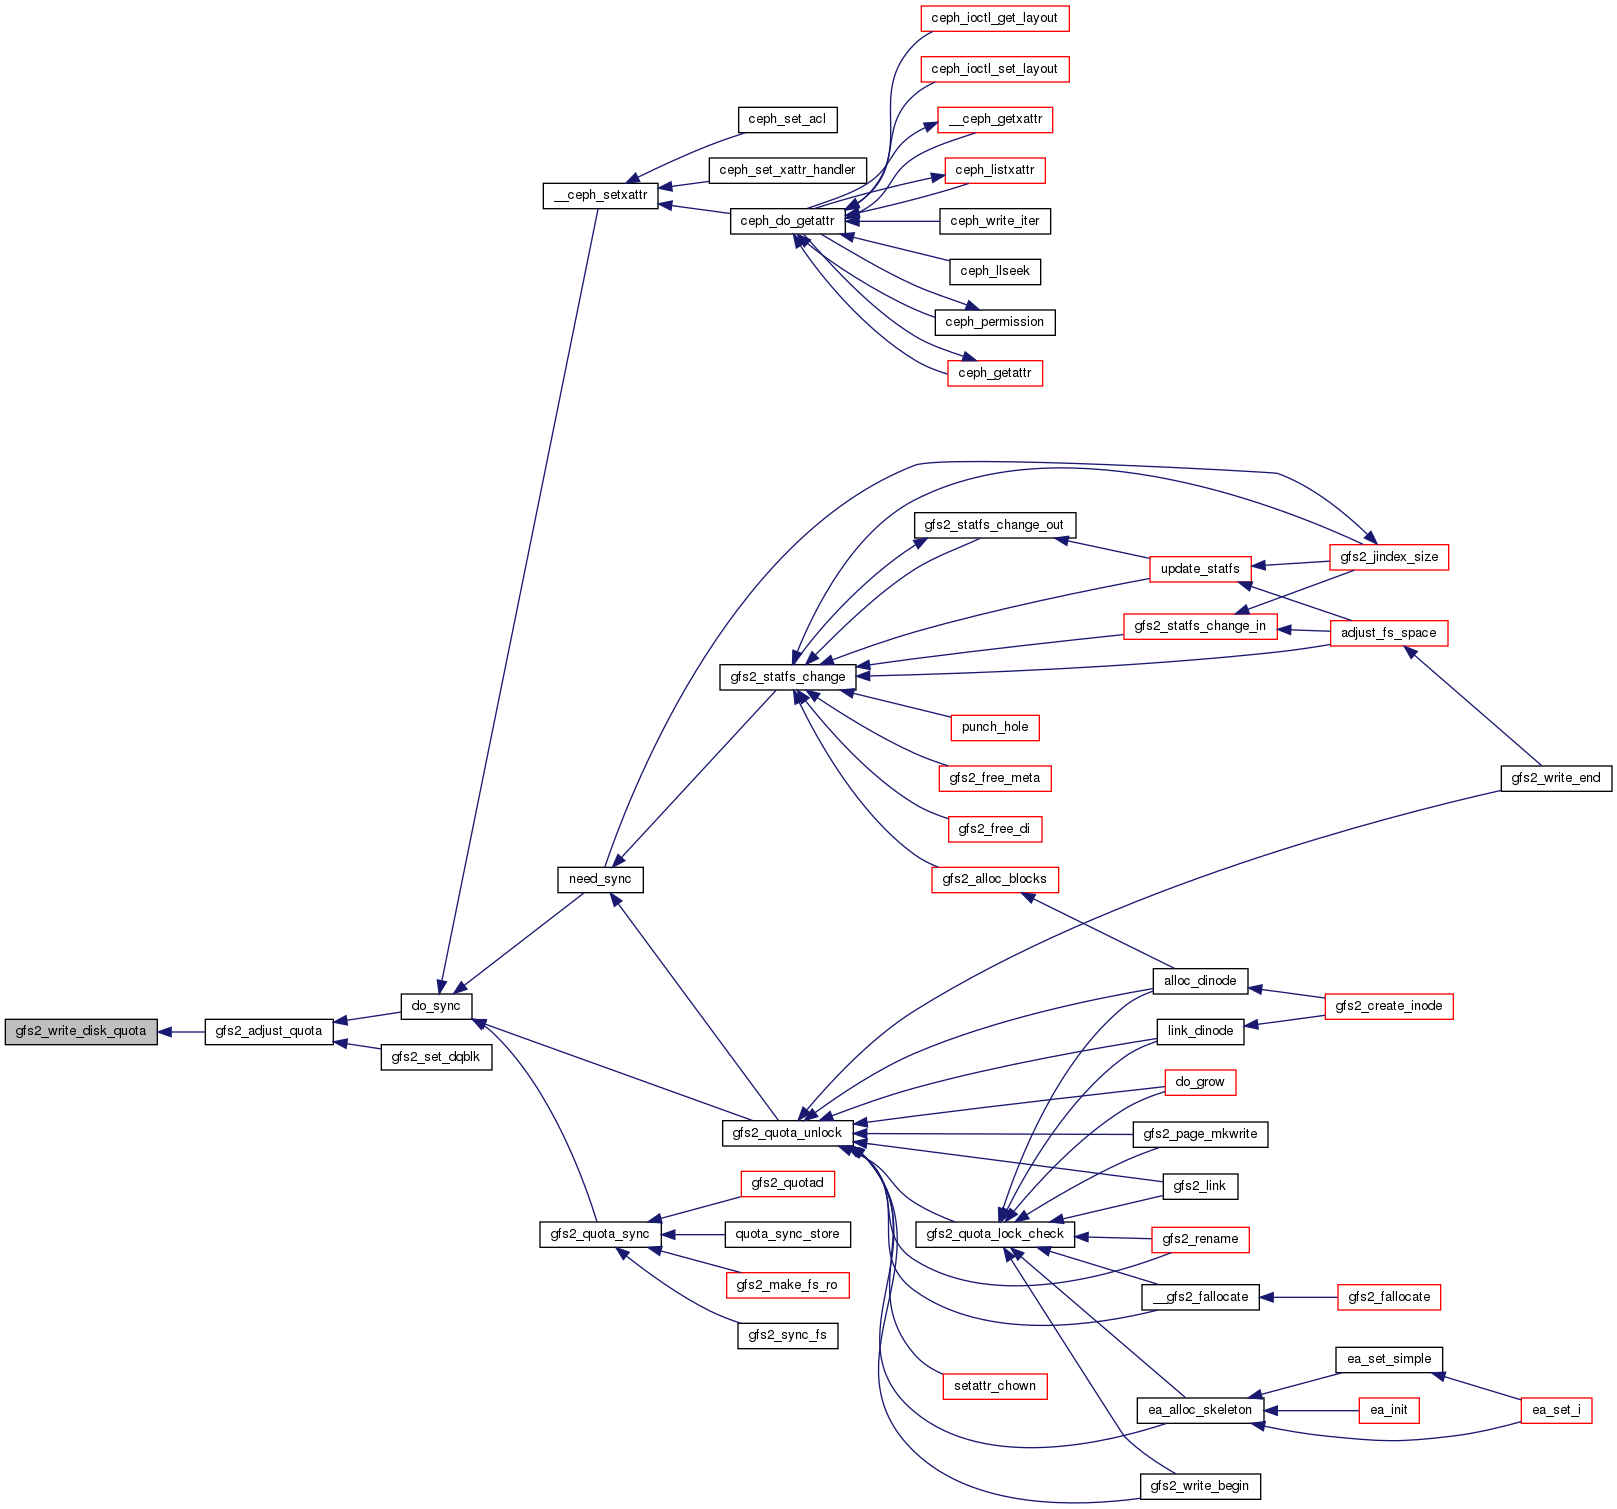 ceph_ioctl_get_layout
ceph_ioctl_set_layout
ceph_set_acl
__ceph_getxattr
ceph_set_xattr_handler
ceph_listxattr
__ceph_setxattr
ceph_do_getattr
ceph_write_iter
ceph_llseek
ceph_permission
ceph_getattr
gfs2_statfs_change_out
gfs2_jindex_size
update_statfs
gfs2_statfs_change_in
adjust_fs_space
gfs2_statfs_change
punch_hole
gfs2_free_meta
gfs2_write_end
gfs2_free_di
need_sync
gfs2_alloc_blocks
alloc_dinode
do_sync
gfs2_create_inode
gfs2_write_disk_quota
gfs2_adjust_quota
link_dinode
gfs2_set_dqblk
do_grow
gfs2_quota_unlock
gfs2_page_mkwrite
gfs2_quotad
gfs2_link
gfs2_quota_sync
quota_sync_store
gfs2_quota_lock_check
gfs2_rename
gfs2_make_fs_ro
__gfs2_fallocate
gfs2_fallocate
gfs2_sync_fs
ea_set_simple
setattr_chown
ea_alloc_skeleton
ea_init
ea_set_i
gfs2_write_begin